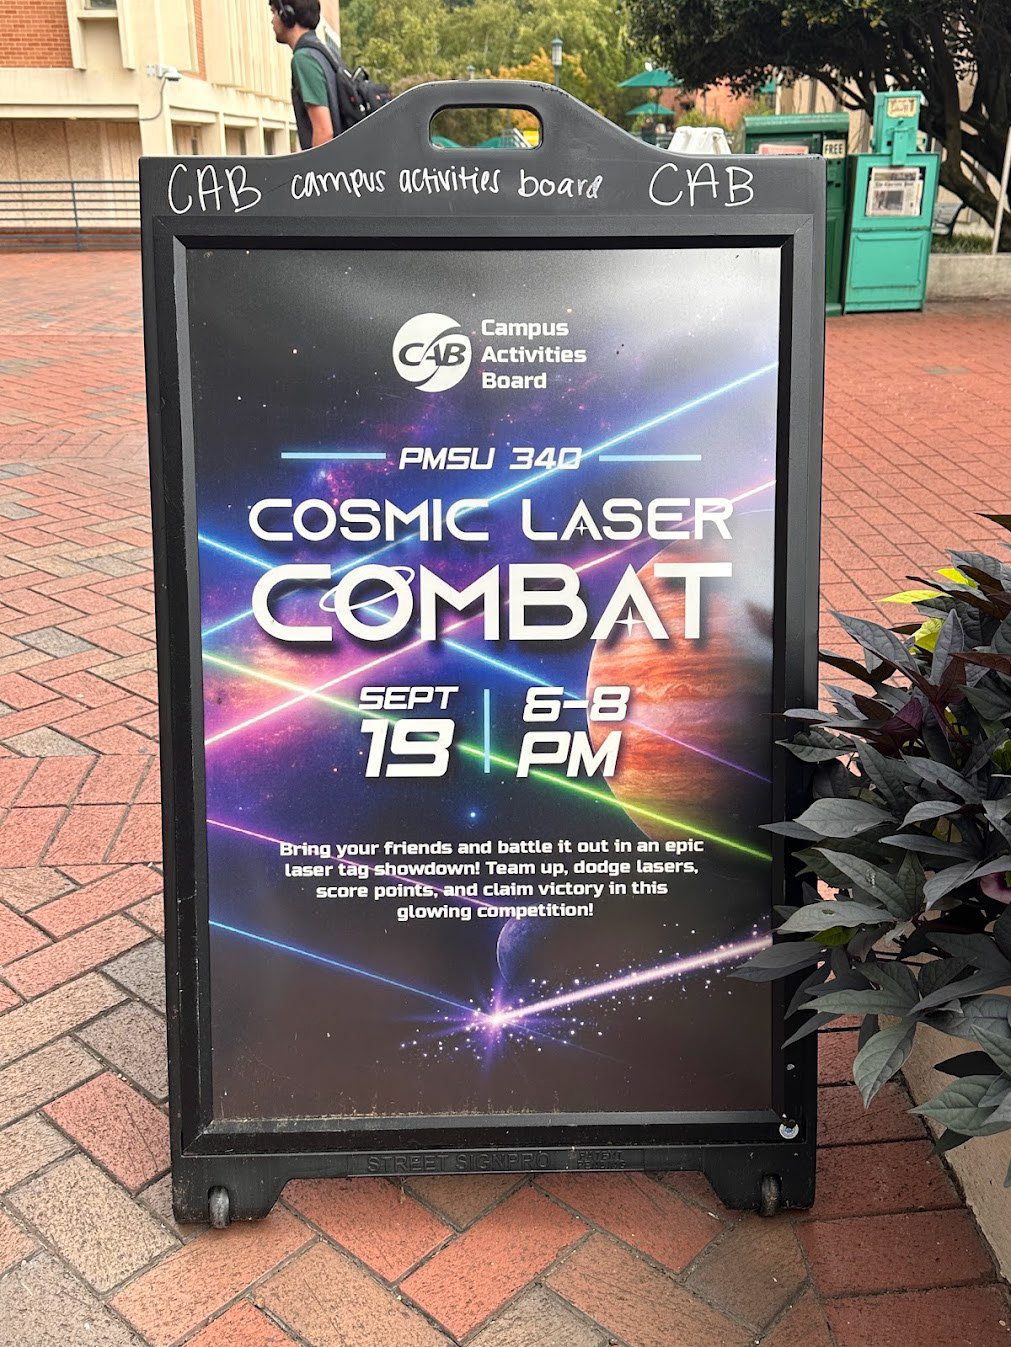 CAB campus activities board CAB
CAB
Campus
Activities
Board
PMSU 340
COSMIC LASER
COMBAT
SEPT
19
6-8
PM
Bring your friends and battle it out in an epic
laser tag showdown! Team up, dodge lasers,
score points, and claim victory in this
glowing competition!
STREET SIGNPRO
FREE